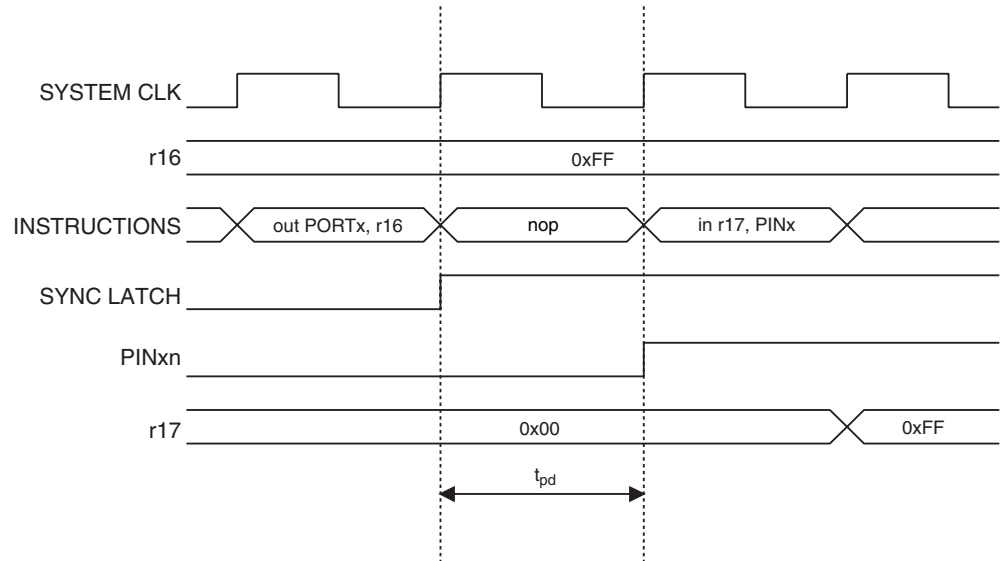 SYSTEM CLK
r16
0xFF
INSTRUCTIONS
out PORTx, r16
nop
in r17, PINx
SYNC LATCH
PINxn
r17
0x00
0xFF
tpd